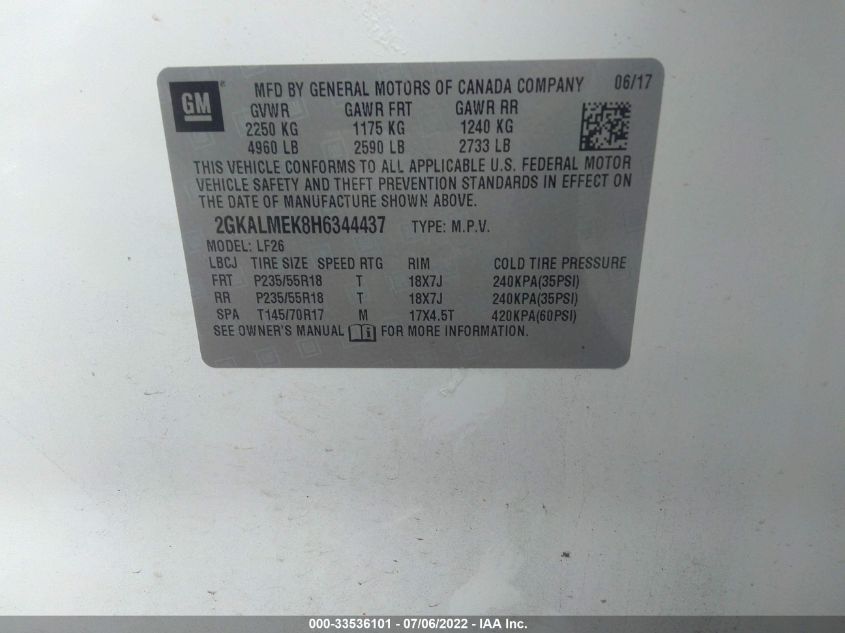 GM MFD BY GENERAL MOTORS OF CANADA COMPANY 06/17
GVWR GAWR FRT GAWR RR
2250 KG 1175 KG 1240 KG
4960 LB 2590 LB 2733 LB
THIS VEHICLE CONFORMS TO ALL APPLICABLE U.S. FEDERAL MOTOR
VEHICLE SAFETY AND THEFT PREVENTION STANDARDS IN EFFECT ON
THE DATE OF MANUFACTURE SHOWN ABOVE.
2GKALMEK8H6344437 TYPE: M.P.V.
MODEL: LF26
LBCJ TIRE SIZE SPEED RTG RIM COLD TIRE PRESSURE
FRT P235/55R18 T 18X7J 240KPA(35PSI)
RR P235/55R18 T 18X7J 240KPA(35PSI)
SPA T145/70R17 M 17X4.5T 420KPA(60PSI)
SEE OWNER'S MANUAL FOR MORE INFORMATION.
000-33536101 - 07/06/2022 - IAA Inc.